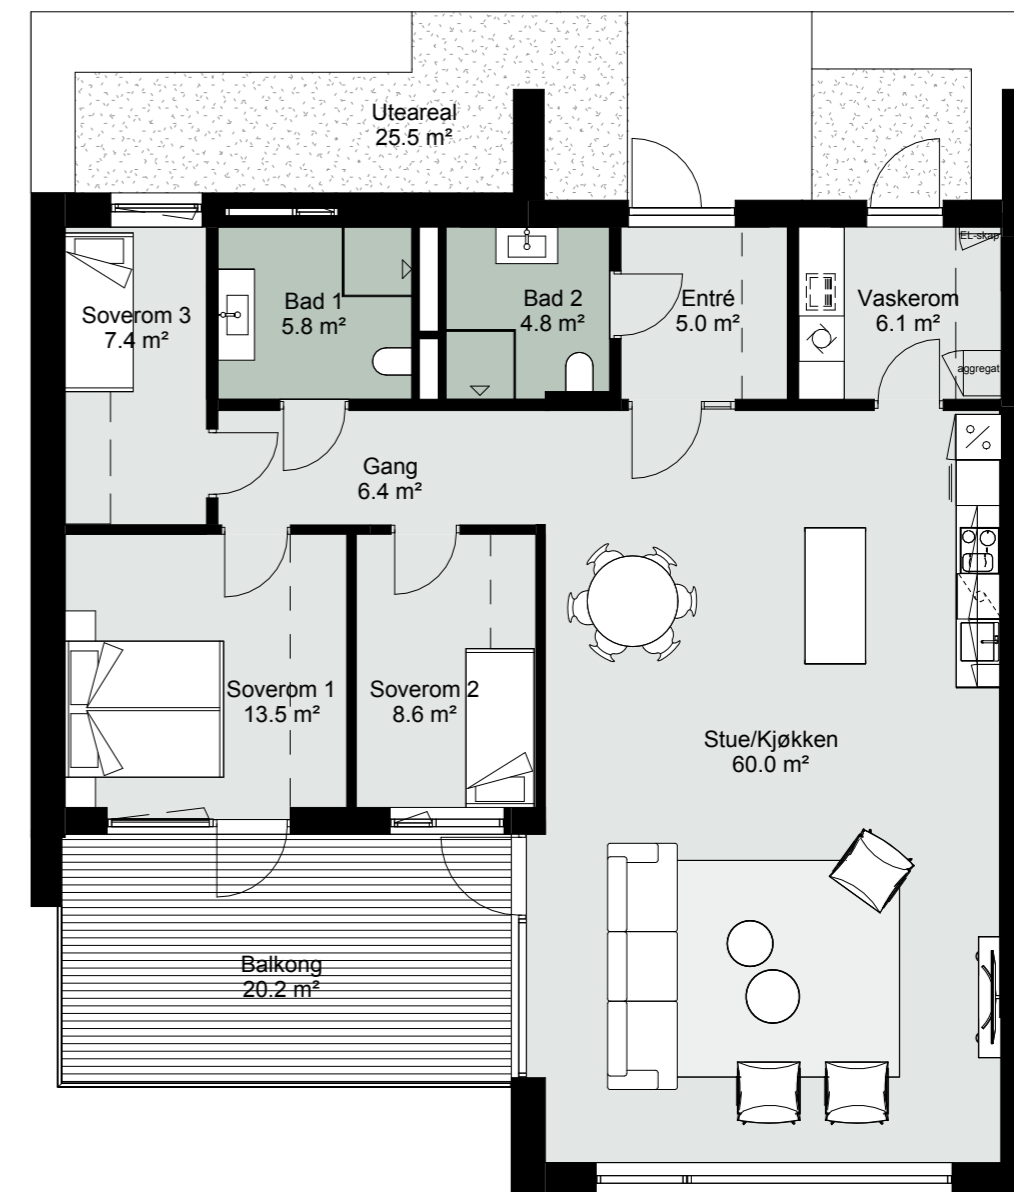 Uteareal
25.5 m²
Soverom 3
7.4 m²
Bad 1
5.8 m²
Bad 2
4.8 m²
Entré
5.0 m²
Vaskerom
6.1 m²
EL-skap
aggregat
Gang
6.4 m²
Soverom 1
13.5 m²
Soverom 2
8.6 m²
Stue/Kjøkken
60.0 m²
Balkong
20.2 m²